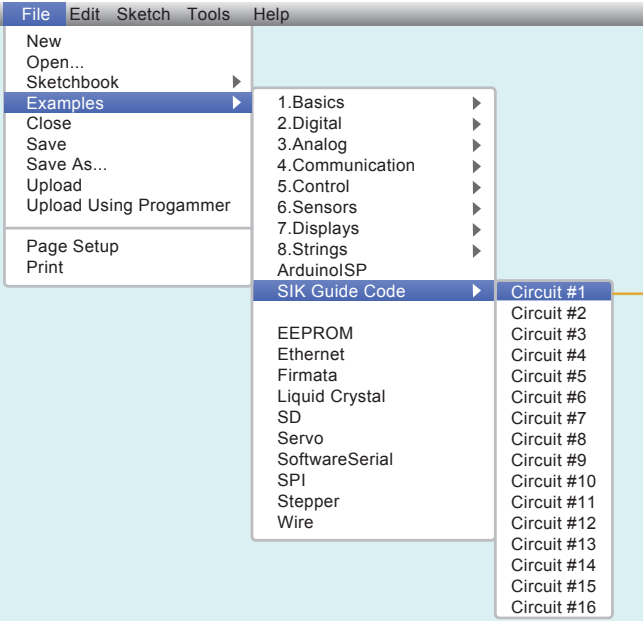 File Edit Sketch Tools Help
New
Open...
Sketchbook
Examples
Close
Save
Save As...
Upload
Upload Using Progammer
Page Setup
Print
1.Basics
2.Digital
3.Analog
4.Communication
5.Control
6.Sensors
7.Displays
8.Strings
ArduinoISP
SIK Guide Code
EEPROM
Ethernet
Firmata
Liquid Crystal
SD
Servo
SoftwareSerial
SPI
Stepper
Wire
Circuit #1
Circuit #2
Circuit #3
Circuit #4
Circuit #5
Circuit #6
Circuit #7
Circuit #8
Circuit #9
Circuit #10
Circuit #11
Circuit #12
Circuit #13
Circuit #14
Circuit #15
Circuit #16